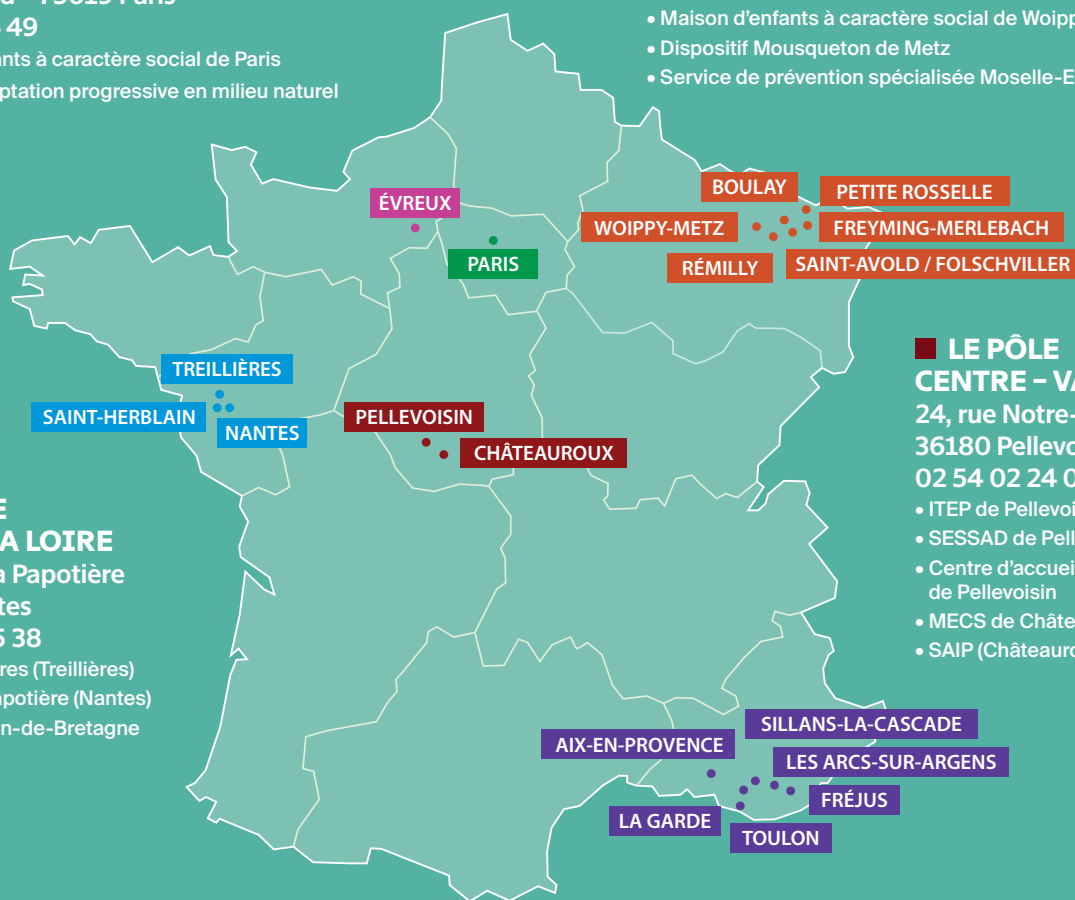 75019 Paris
49
ants à caractère social de Paris
ptation progressive en milieu naturel
• Maison d'enfants à caractère social de Woipp
• Dispositif Mousqueton de Metz
• Service de prévention spécialisée Moselle-E
ÉVREUX
PARIS
BOULAY
PETITE ROSSELLE
WOIPPY-METZ
FREYMING-MERLEBACH
RÉMILLY
SAINT-AVOLD / FOLSCHVILLER
TREILLIÈRES
SAINT-HERBLAIN
NANTES
PELLEVOISIN
CHÂTEAUROUX
LE PÔLE
CENTRE – VA
24, rue Notre-
36180 Pellevo
02 54 02 24 0
• ITEP de Pellevoi
• SESSAD de Pell
• Centre d'accueil
de Pellevoisin
• MECS de Châte
• SAIP (Châteauro
E
A LOIRE
a Papotière
tes
5 38
res (Treillières)
apotière (Nantes)
n-de-Bretagne
SILLANS-LA-CASCADE
AIX-EN-PROVENCE
LES ARCS-SUR-ARGENS
FRÉJUS
LA GARDE
TOULON